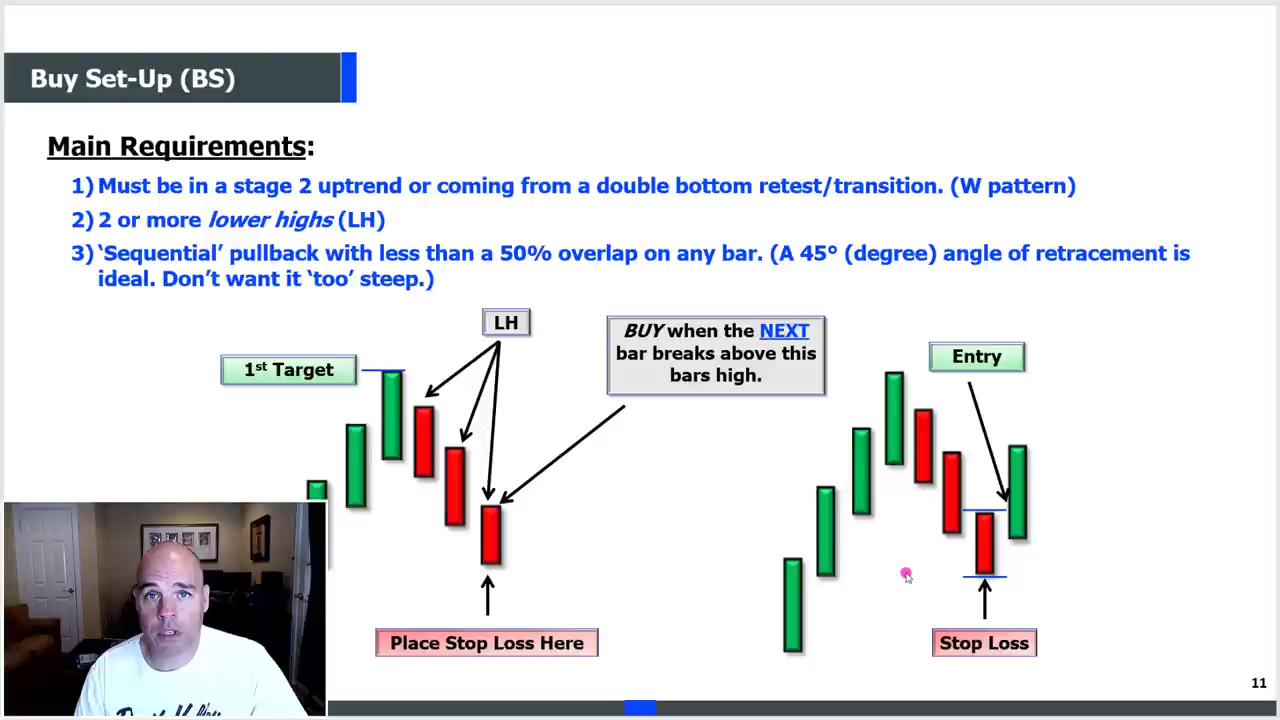 Buy Set-Up (BS)
Main Requirements:
1) Must be in a stage 2 uptrend or coming from a double bottom retest/transition. (W pattern)
2) 2 or more lower highs (LH)
3) ‘Sequential’ pullback with less than a 50% overlap on any bar. (A 45° (degree) angle of retracement is
ideal. Don’t want it ‘too’ steep.)
LH
BUY when the NEXT
bar breaks above this
bars high.
1st Target
Entry
Place Stop Loss Here
Stop Loss
11